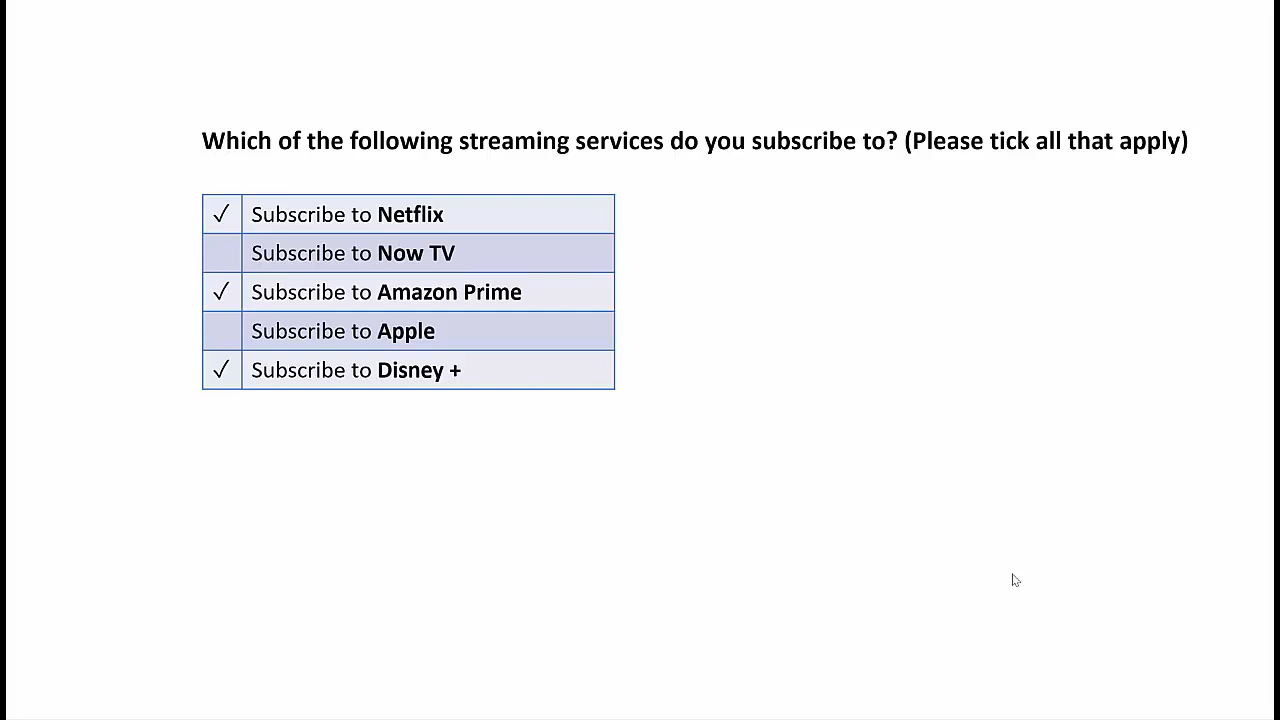 Which of the following streaming services do you subscribe to? (Please tick all that apply)
✓ Subscribe to Netflix
Subscribe to Now TV
✓ Subscribe to Amazon Prime
Subscribe to Apple
✓ Subscribe to Disney +